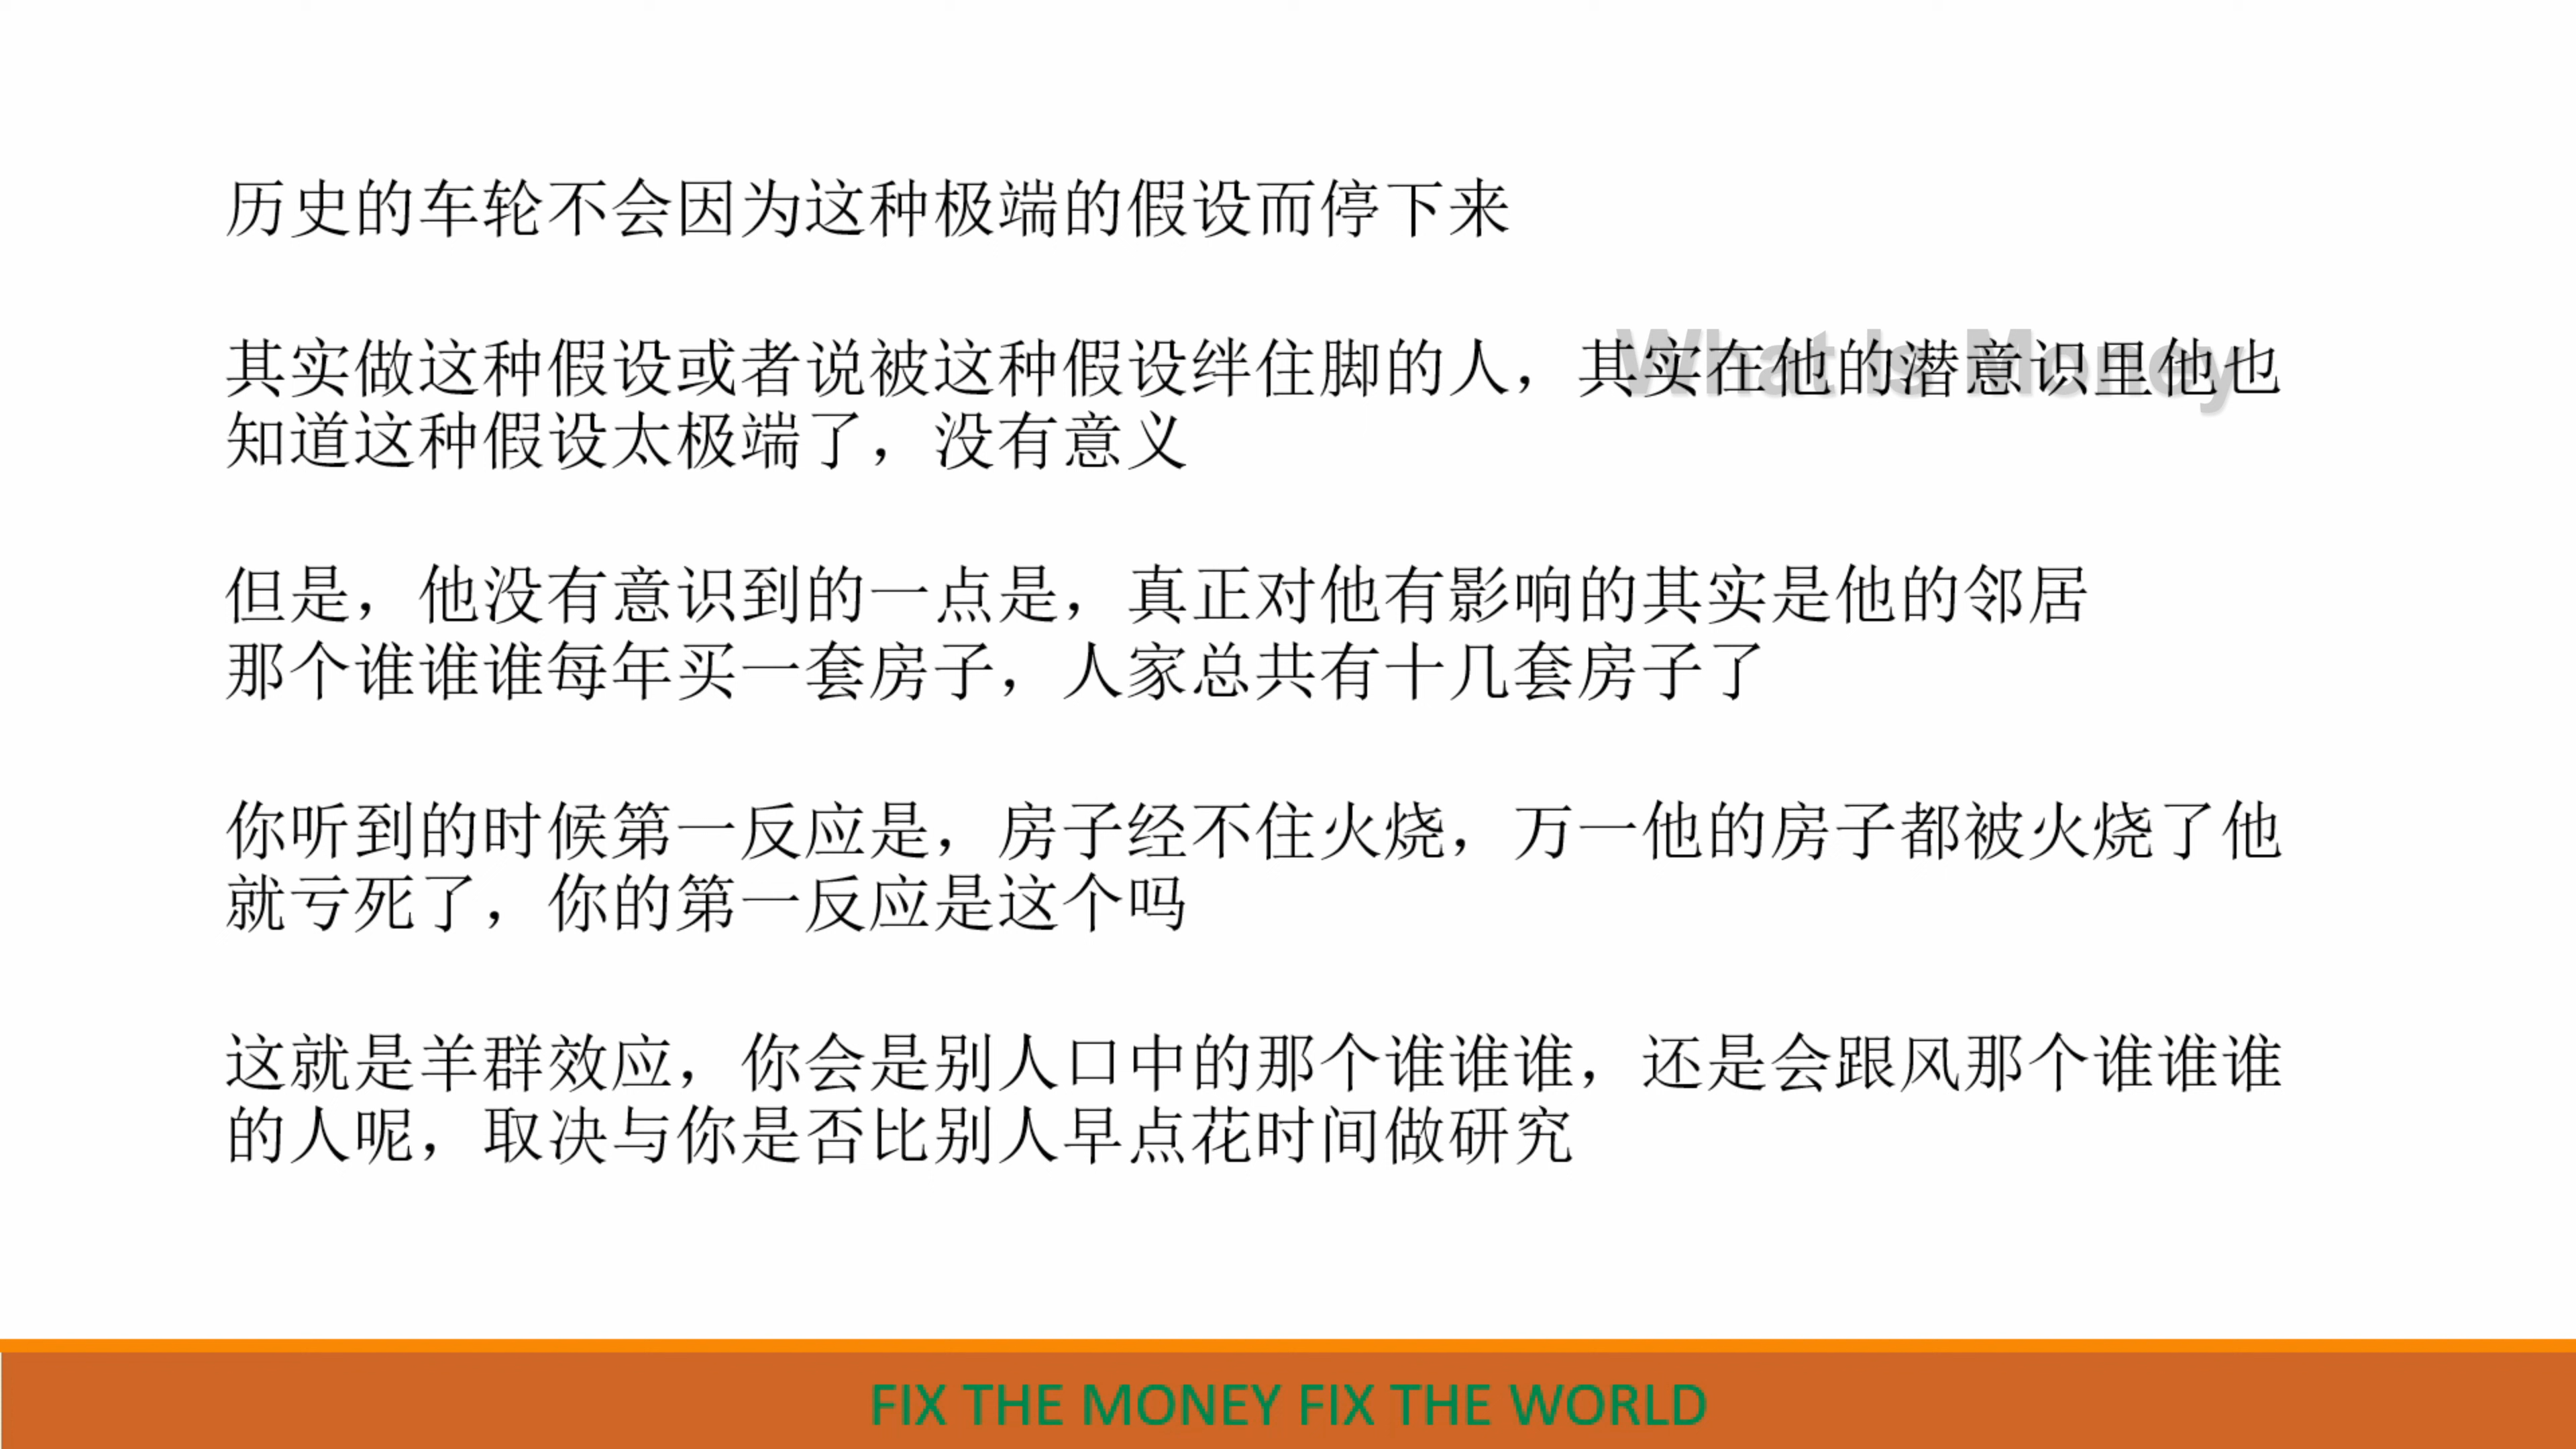 历史的车轮不会因为这种极端的假设而停下来
What Is Money
其实做这种假设或者说被这种假设绊住脚的人，其实在他的潜意识里他也
知道这种假设太极端了，没有意义
但是，他没有意识到的一点是，真正对他有影响的其实是他的邻居
那个谁谁谁每年买一套房子，人家总共有十几套房子了
你听到的时候第一反应是，房子经不住火烧，万一他的房子都被火烧了他
就亏死了，你的第一反应是这个吗
这就是羊群效应，你会是别人口中的那个谁谁谁，还是会跟风那个谁谁谁
的人呢，取决与你是否比别人早点花时间做研究
FIX THE MONEY FIX THE WORLD